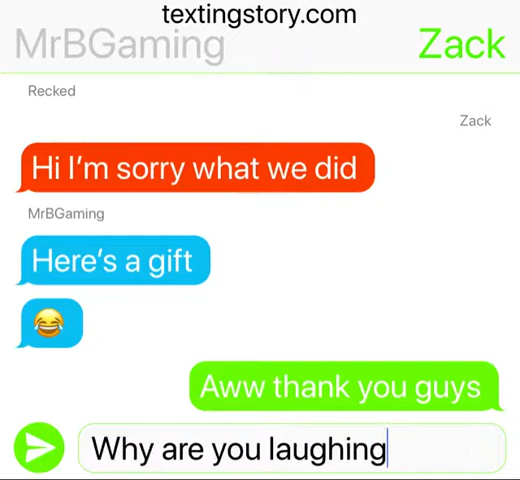 textingstory.com
MrBGaming Zack
Recked
Zack
Hi I’m sorry what we did
MrBGaming
Here’s a gift
😂
Aww thank you guys
Why are you laughing